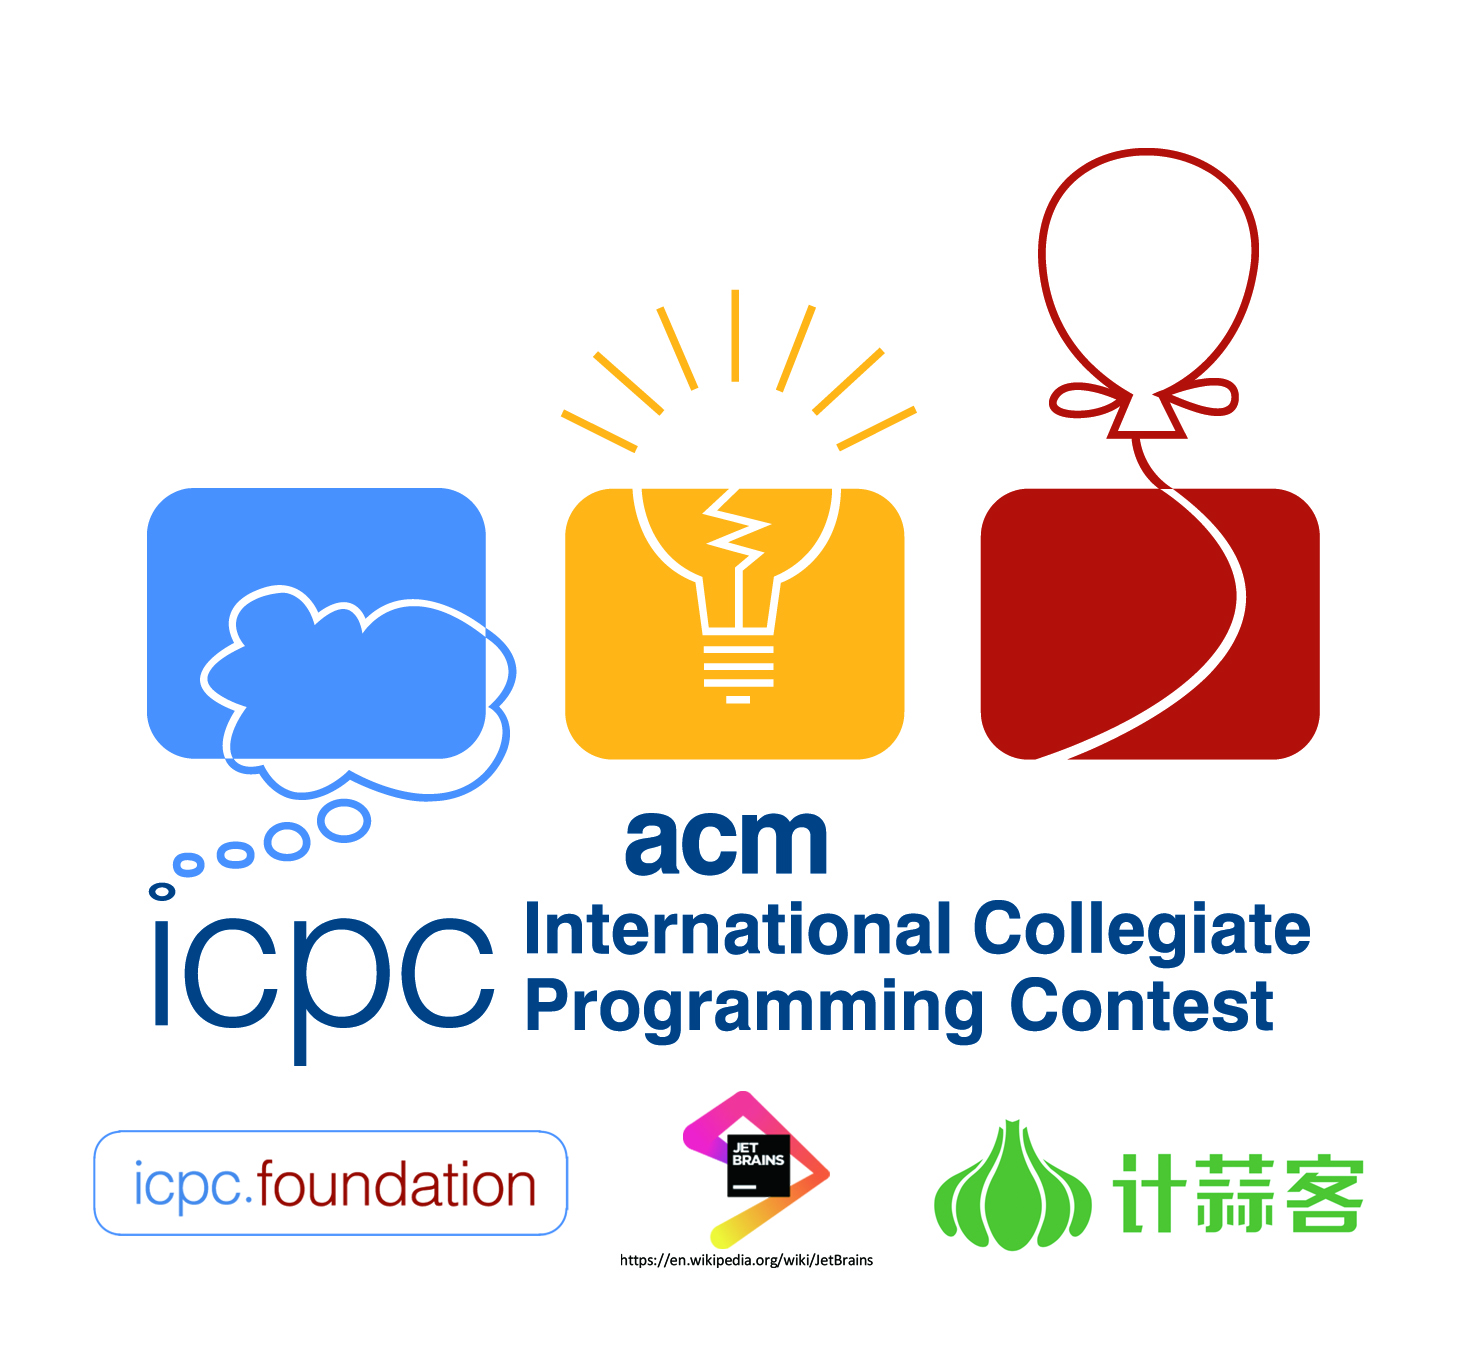 acm
icpc
International Collegiate
Programming Contest
icpc.foundation
JET
BRAINS
https://en.wikipedia.org/wiki/JetBrains
计蒜客